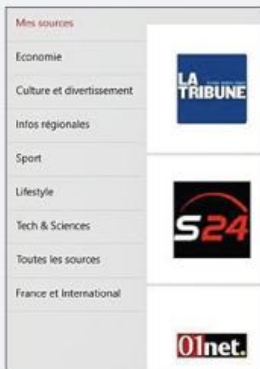 Mes sources
Economie
Culture et divertissement
Infos régionales
Sport
Lifestyle
Tech & Sciences
Toutes les sources
France et International
LA
TRIBUNE
S24
01net.